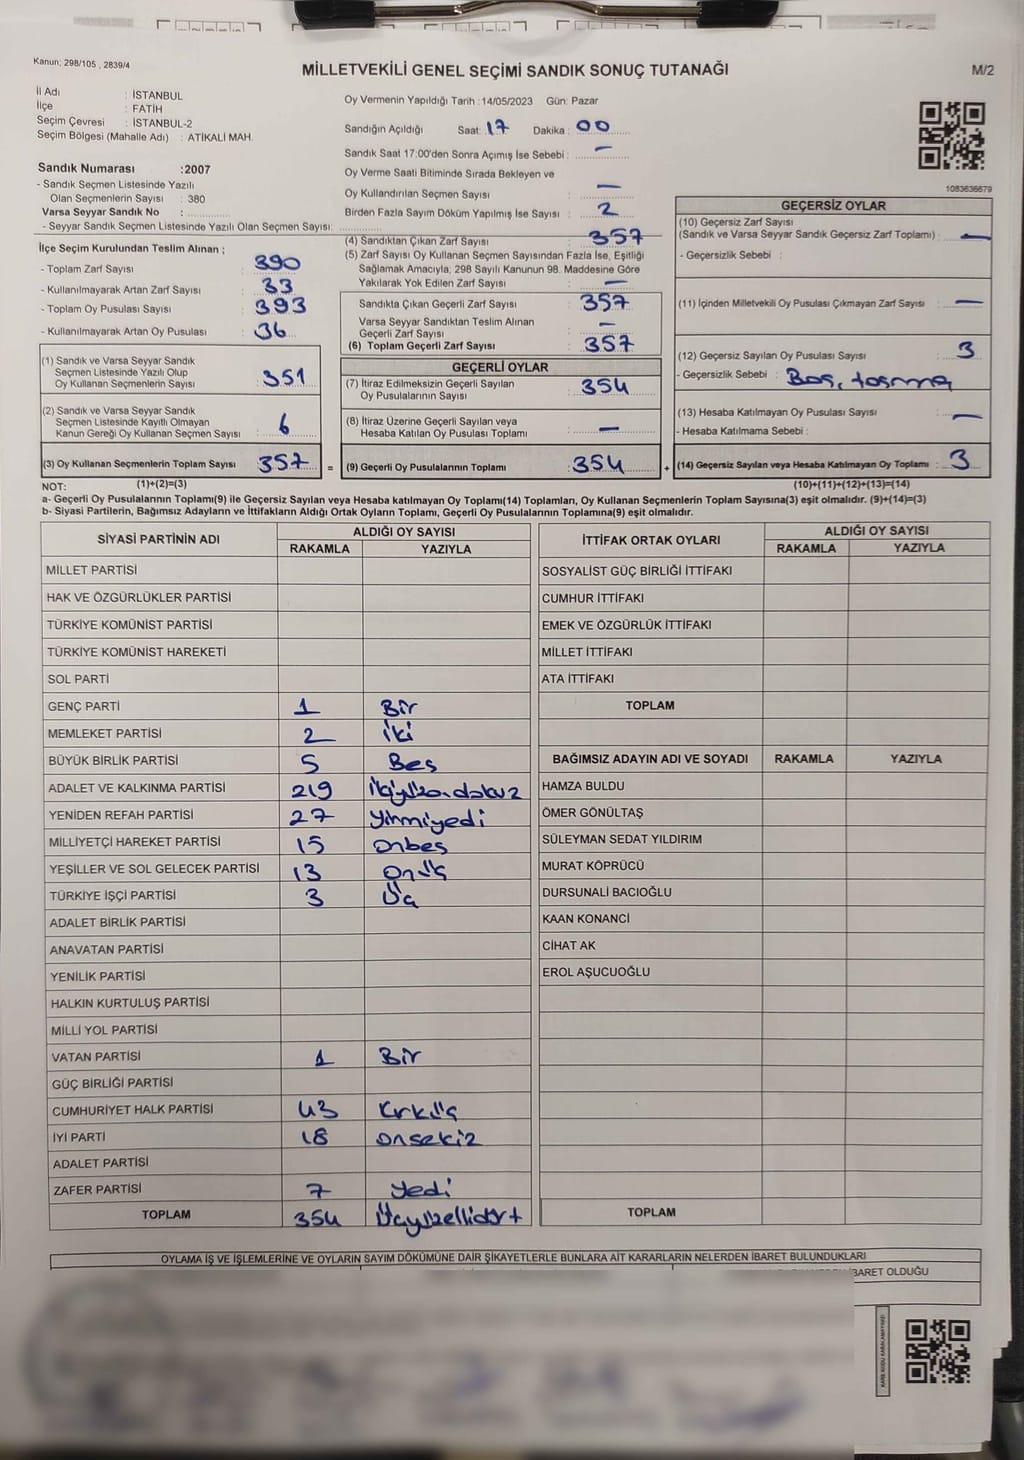 Kanun; 298/105 , 2839/4
MİLLETVEKİLİ GENEL SEÇİMİ SANDIK SONUÇ TUTANAĞI
M/2
İl Adı : İSTANBUL
İlçe : FATİH
Seçim Çevresi : İSTANBUL-2
Seçim Bölgesi (Mahalle Adı) : ATİKALİ MAH.
Oy Vermenin Yapıldığı Tarih :14/05/2023 Gün: Pazar
Sandığın Açıldığı Saat: 17 Dakika : 00
Sandık Saat 17:00'den Sonra Açımış İse Sebebi : —
Oy Verme Saati Bitiminde Sırada Bekleyen ve
Oy Kullandırılan Seçmen Sayısı : —
Birden Fazla Sayım Döküm Yapılmış İse Sayısı : 2
1083636679
Sandık Numarası :2007
- Sandık Seçmen Listesinde Yazılı
Olan Seçmenlerin Sayısı : 380
Varsa Seyyar Sandık No :
- Seyyar Sandık Seçmen Listesinde Yazılı Olan Seçmen Sayısı:
İlçe Seçim Kurulundan Teslim Alınan ;
- Toplam Zarf Sayısı : 390
- Kullanılmayarak Artan Zarf Sayısı : 33
- Toplam Oy Pusulası Sayısı : 393
- Kullanılmayarak Artan Oy Pusulası : 36
(1) Sandık ve Varsa Seyyar Sandık
Seçmen Listesinde Yazılı Olup
Oy Kullanan Seçmenlerin Sayısı : 351
(2) Sandık ve Varsa Seyyar Sandık
Seçmen Listesinde Kayıtlı Olmayan
Kanun Gereği Oy Kullanan Seçmen Sayısı : 6
(3) Oy Kullanan Seçmenlerin Toplam Sayısı : 357
(1)+(2)=(3)
(4) Sandıktan Çıkan Zarf Sayısı : 357
(5) Zarf Sayısı Oy Kullanan Seçmen Sayısından Fazla İse, Eşitliği
Sağlamak Amacıyla; 298 Sayılı Kanunun 98. Maddesine Göre
Yakılarak Yok Edilen Zarf Sayısı : —
Sandıkta Çıkan Geçerli Zarf Sayısı : 357
Varsa Seyyar Sandıktan Teslim Alınan
Geçerli Zarf Sayısı : —
(6) Toplam Geçerli Zarf Sayısı : 357
GEÇERLİ OYLAR
(7) İtiraz Edilmeksizin Geçerli Sayılan
Oy Pusulalarının Sayısı : 354
(8) İtiraz Üzerine Geçerli Sayılan veya
Hesaba Katılan Oy Pusulası Toplamı : —
= (9) Geçerli Oy Pusulalarının Toplamı : 354 +
GEÇERSİZ OYLAR
(10) Geçersiz Zarf Sayısı
(Sandık ve Varsa Seyyar Sandık Geçersiz Zarf Toplamı) : —
- Geçersizlik Sebebi :
(11) İçinden Milletvekili Oy Pusulası Çıkmayan Zarf Sayısı : —
(12) Geçersiz Sayılan Oy Pusulası Sayısı : 3
- Geçersizlik Sebebi : Boş, taşma
(13) Hesaba Katılmayan Oy Pusulası Sayısı : —
- Hesaba Katılmama Sebebi :
(14) Geçersiz Sayılan veya Hesaba Katılmayan Oy Toplamı : 3
(10)+(11)+(12)+(13)=(14)
NOT:
a- Geçerli Oy Pusulalarının Toplamı(9) ile Geçersiz Sayılan veya Hesaba katılmayan Oy Toplamı(14) Toplamları, Oy Kullanan Seçmenlerin Toplam Sayısına(3) eşit olmalıdır. (9)+(14)=(3)
b- Siyasi Partilerin, Bağımsız Adayların ve İttifakların Aldığı Ortak Oyların Toplamı, Geçerli Oy Pusulalarının Toplamına(9) eşit olmalıdır.
SİYASİ PARTİNİN ADI ALDIĞI OY SAYISI
RAKAMLA YAZIYLA
MİLLET PARTİSİ
HAK VE ÖZGÜRLÜKLER PARTİSİ
TÜRKİYE KOMÜNİST PARTİSİ
TÜRKİYE KOMÜNİST HAREKETİ
SOL PARTİ
GENÇ PARTİ 1 Bir
MEMLEKET PARTİSİ 2 iki
BÜYÜK BİRLİK PARTİSİ 5 Beş
ADALET VE KALKINMA PARTİSİ 219 ikiyüzondokuz
YENİDEN REFAH PARTİSİ 27 yirmiyedi
MİLLİYETÇİ HAREKET PARTİSİ 15 onbeş
YEŞİLLER VE SOL GELECEK PARTİSİ 13 onüç
TÜRKİYE İŞÇİ PARTİSİ 3 Üç
ADALET BİRLİK PARTİSİ
ANAVATAN PARTİSİ
YENİLİK PARTİSİ
HALKIN KURTULUŞ PARTİSİ
MİLLİ YOL PARTİSİ
VATAN PARTİSİ 1 Bir
GÜÇ BİRLİĞİ PARTİSİ
CUMHURİYET HALK PARTİSİ 43 kırküç
İYİ PARTİ 18 onsekiz
ADALET PARTİSİ
ZAFER PARTİSİ 7 yedi
TOPLAM 354 Üçyüzellidört
İTTİFAK ORTAK OYLARI ALDIĞI OY SAYISI
RAKAMLA YAZIYLA
SOSYALİST GÜÇ BİRLİĞİ İTTİFAKI
CUMHUR İTTİFAKI
EMEK VE ÖZGÜRLÜK İTTİFAKI
MİLLET İTTİFAKI
ATA İTTİFAKI
TOPLAM
BAĞIMSIZ ADAYIN ADI VE SOYADI RAKAMLA YAZIYLA
HAMZA BULDU
ÖMER GÖNÜLTAŞ
SÜLEYMAN SEDAT YILDIRIM
MURAT KÖPRÜCÜ
DURSUNALİ BACIOĞLU
KAAN KONANCİ
CİHAT AK
EROL AŞUCUOĞLU
TOPLAM
OYLAMA İŞ VE İŞLEMLERİNE VE OYLARIN SAYIM DÖKÜMÜNE DAİR ŞİKAYETLERLE BUNLARA AİT KARARLARIN NELERDEN İBARET BULUNDUKLARI
BARET OLDUĞU
KARE KODU KARALAMAYINIZ!